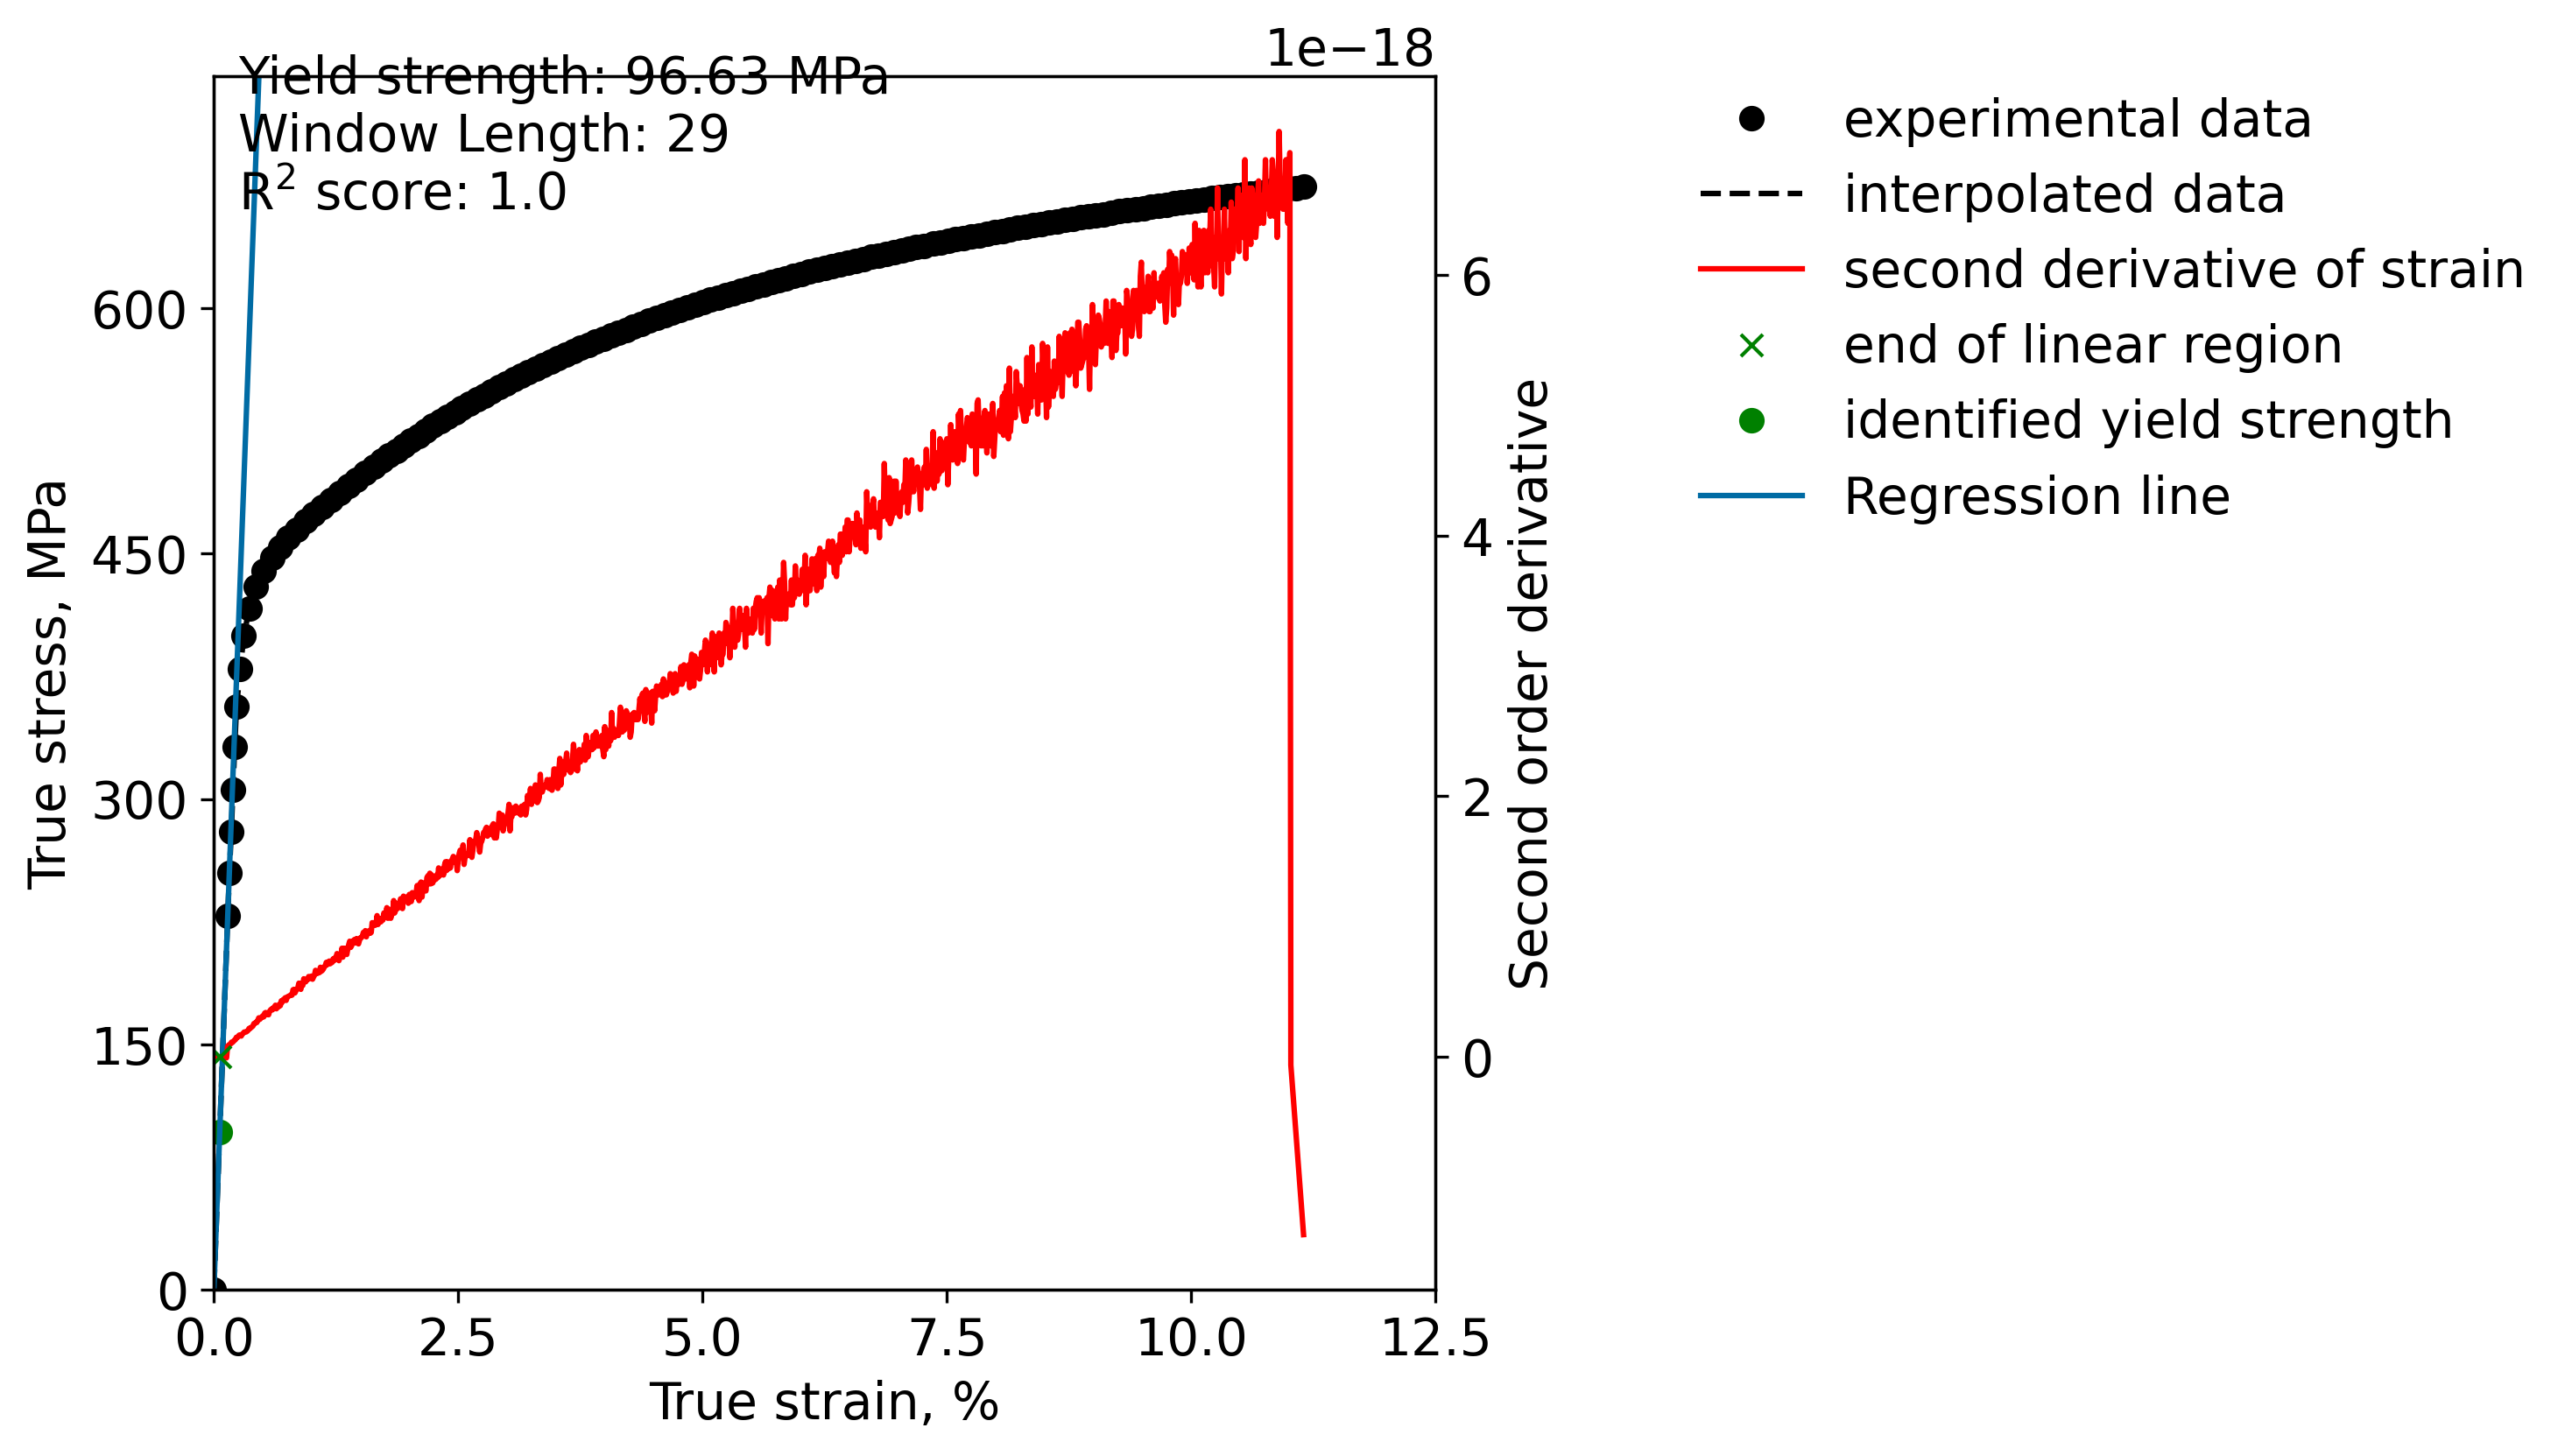 1e−18
Yield strength: 96.63 MPa
Window Length: 29
R² score: 1.0
experimental data
interpolated data
second derivative of strain
end of linear region
identified yield strength
Regression line
True stress, MPa
600
450
300
150
0
Second order derivative
6
4
2
0
0.0 2.5 5.0 7.5 10.0 12.5
True strain, %